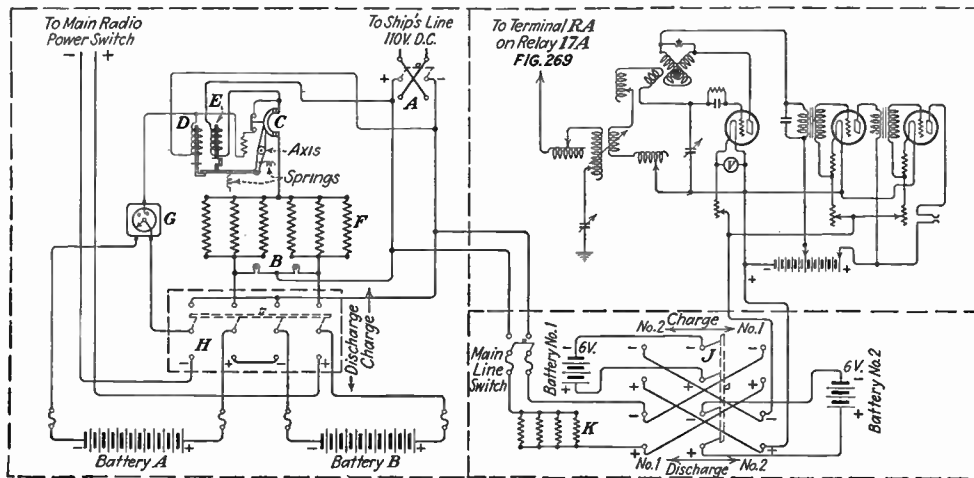 To Main Radio
Power Switch
- +
To Ship's Line
110V. D.C.
+ -
A
D
E
C
Axis
Springs
G
F
B
H
- + - +
Discharge
Charge
Battery A
Battery B
To Terminal RA
on Relay 17A
FIG. 269
V
- +
+
Main
Line
Switch
Battery No.1
6V.
-
+
No.2 Charge No.1
J
- - -
+ + +
- - -
+ + +
No.1 Discharge No.2
K
6V.
-
+
Battery No.2